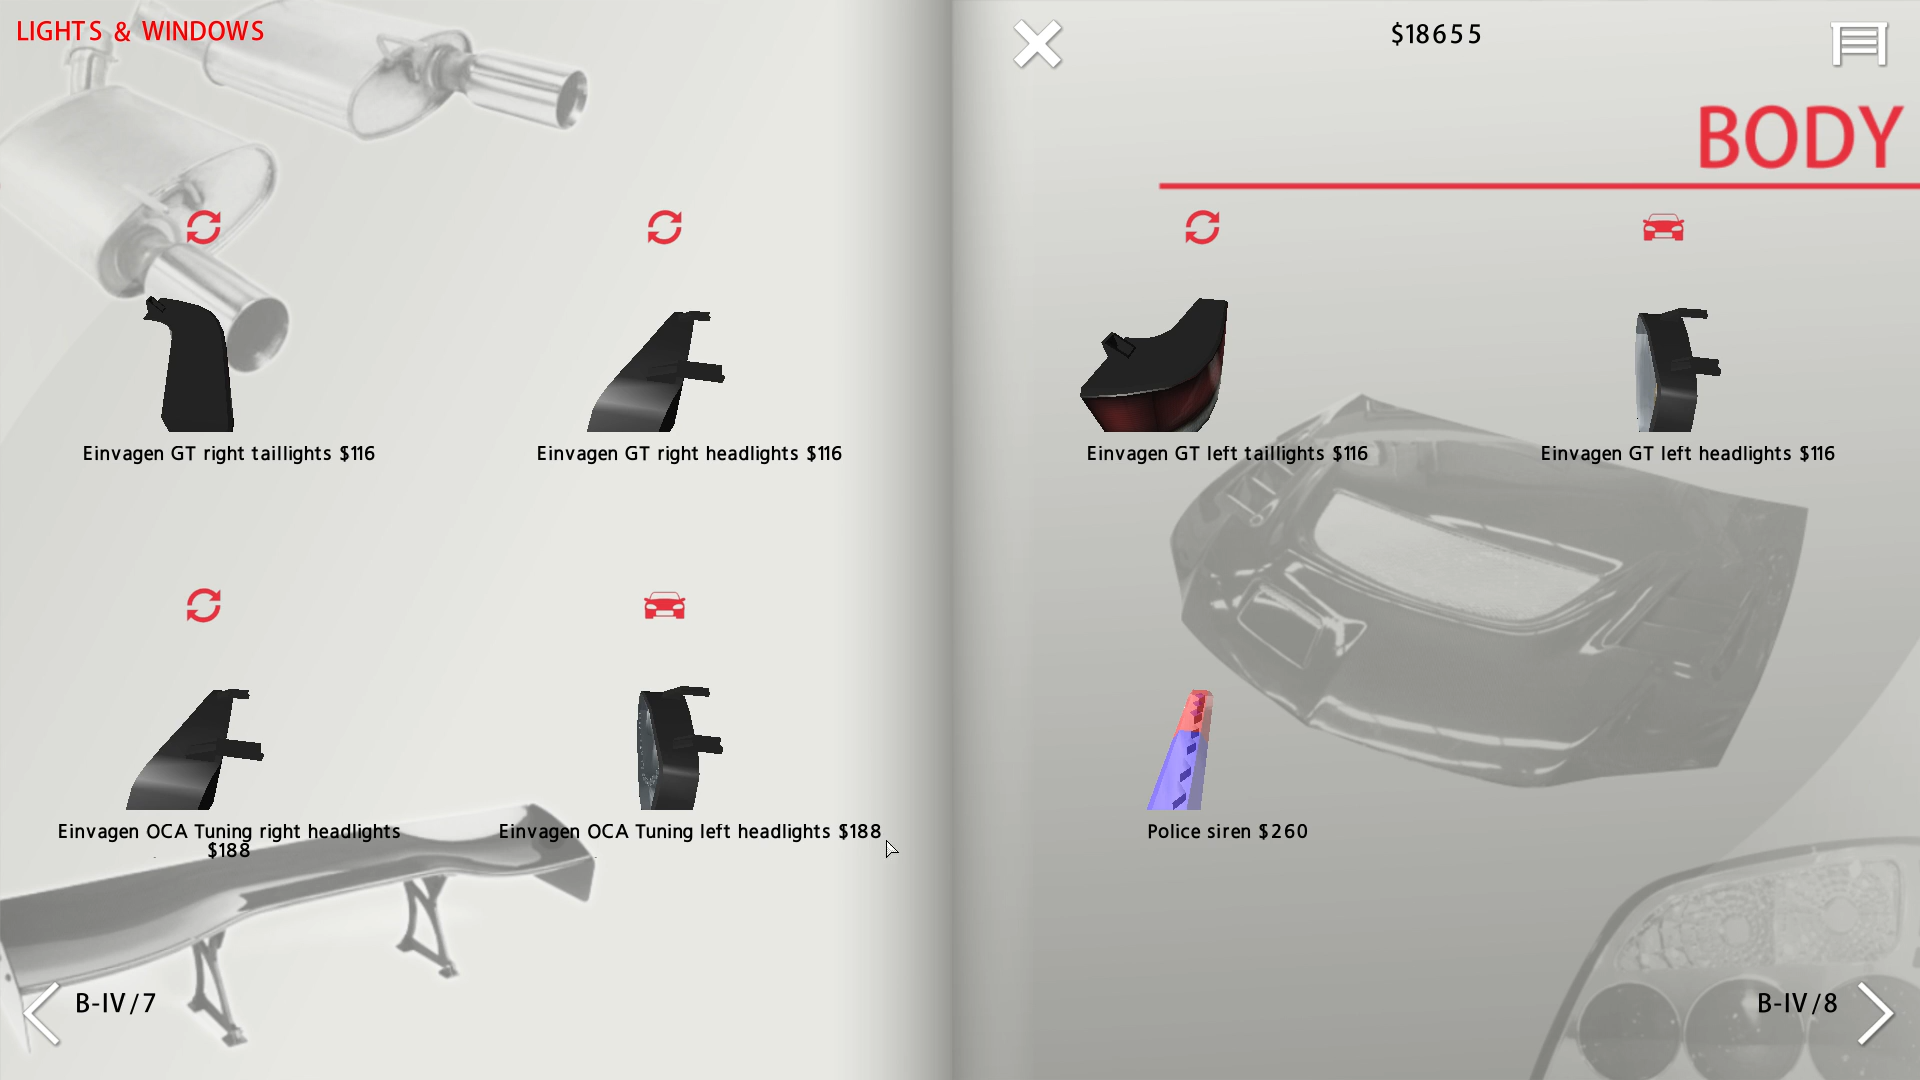 LIGHTS & WINDOWS
$18655
BODY
Einvagen GT right taillights $116
Einvagen GT right headlights $116
Einvagen GT left taillights $116
Einvagen GT left headlights $116
Einvagen OCA Tuning right headlights
$188
Einvagen OCA Tuning left headlights $188
Police siren $260
B-IV/7
B-IV/8